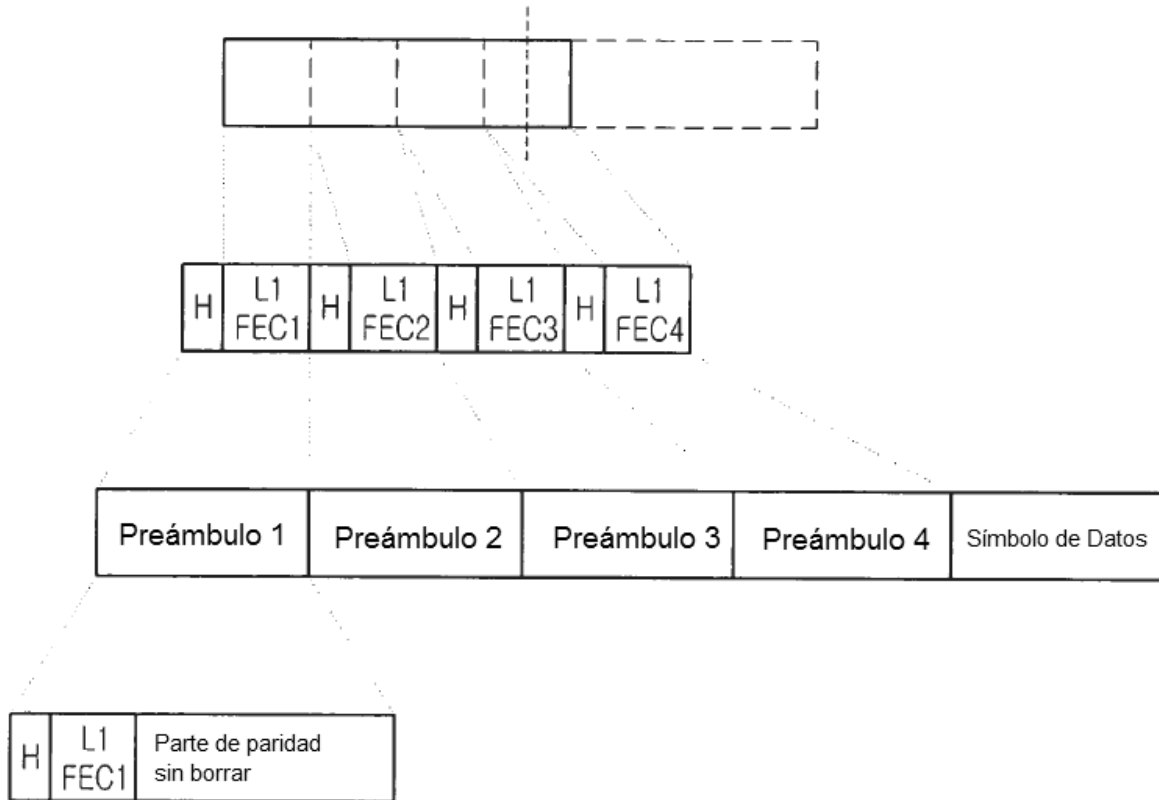 H
L1
FEC1
H
L1
FEC2
H
L1
FEC3
H
L1
FEC4
Preámbulo 1
Preámbulo 2
Preámbulo 3
Preámbulo 4
Símbolo de Datos
H
L1
FEC1
Parte de paridad
sin borrar